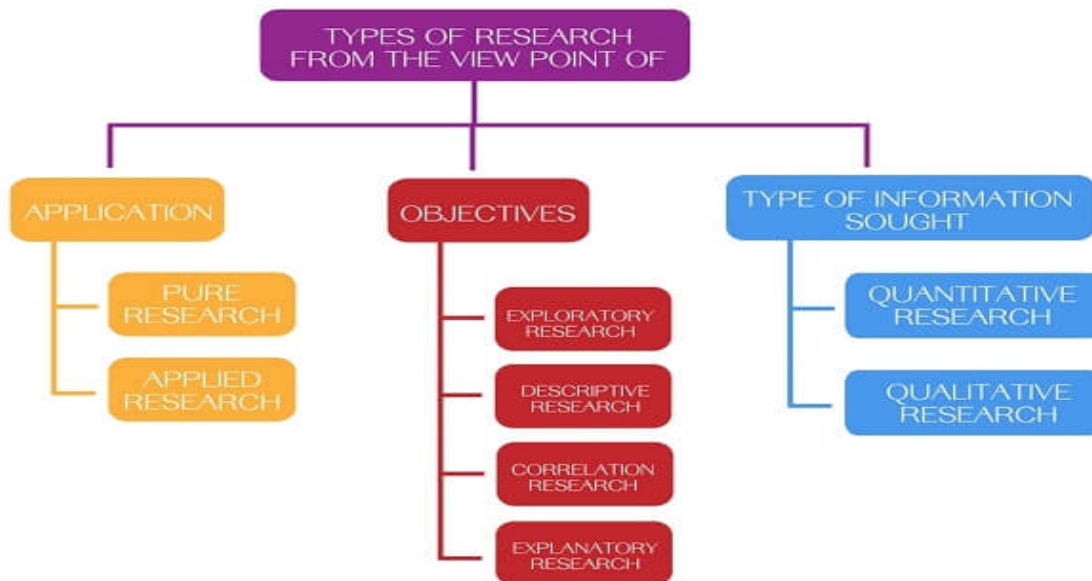 TYPES OF RESEARCH
FROM THE VIEW POINT OF
APPLICATION
PURE
RESEARCH
APPLIED
RESEARCH
OBJECTIVES
EXPLORATORY
RESEARCH
DESCRIPTIVE
RESEARCH
CORRELATION
RESEARCH
EXPLANATORY
RESEARCH
TYPE OF INFORMATION
SOUGHT
QUANTITATIVE
RESEARCH
QUALITATIVE
RESEARCH